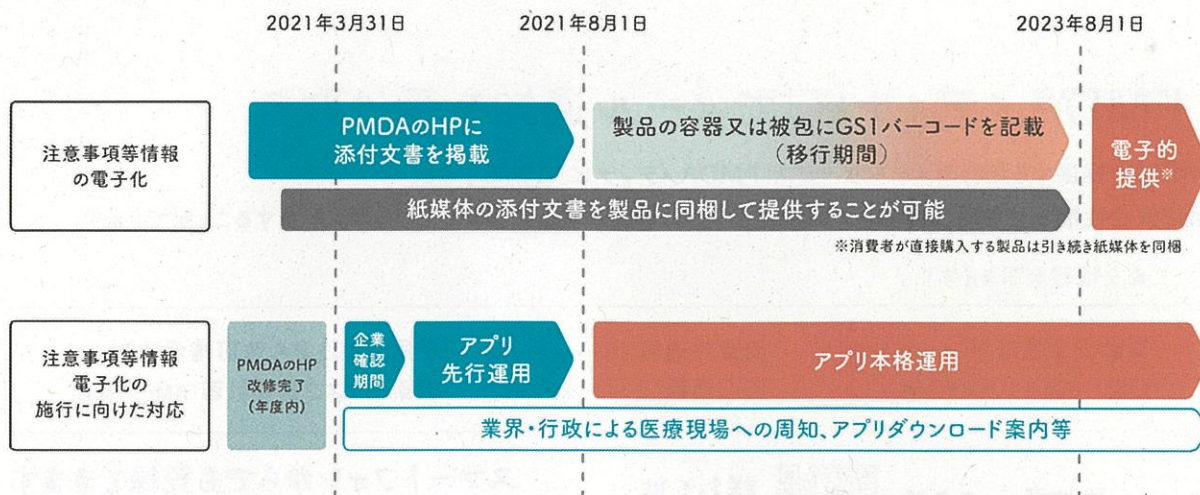 2021年3月31日
2021年8月1日
2023年8月1日
注意事項等情報
の電子化
PMDAのHPに
添付文書を掲載
製品の容器又は被包にGS1バーコードを記載
（移行期間）
電子的
提供※
紙媒体の添付文書を製品に同梱して提供することが可能
※消費者が直接購入する製品は引き続き紙媒体を同梱
注意事項等情報
電子化の
施行に向けた対応
PMDAのHP
改修完了
（年度内）
企業
確認
期間
アプリ
先行運用
アプリ本格運用
業界・行政による医療現場への周知、アプリダウンロード案内等